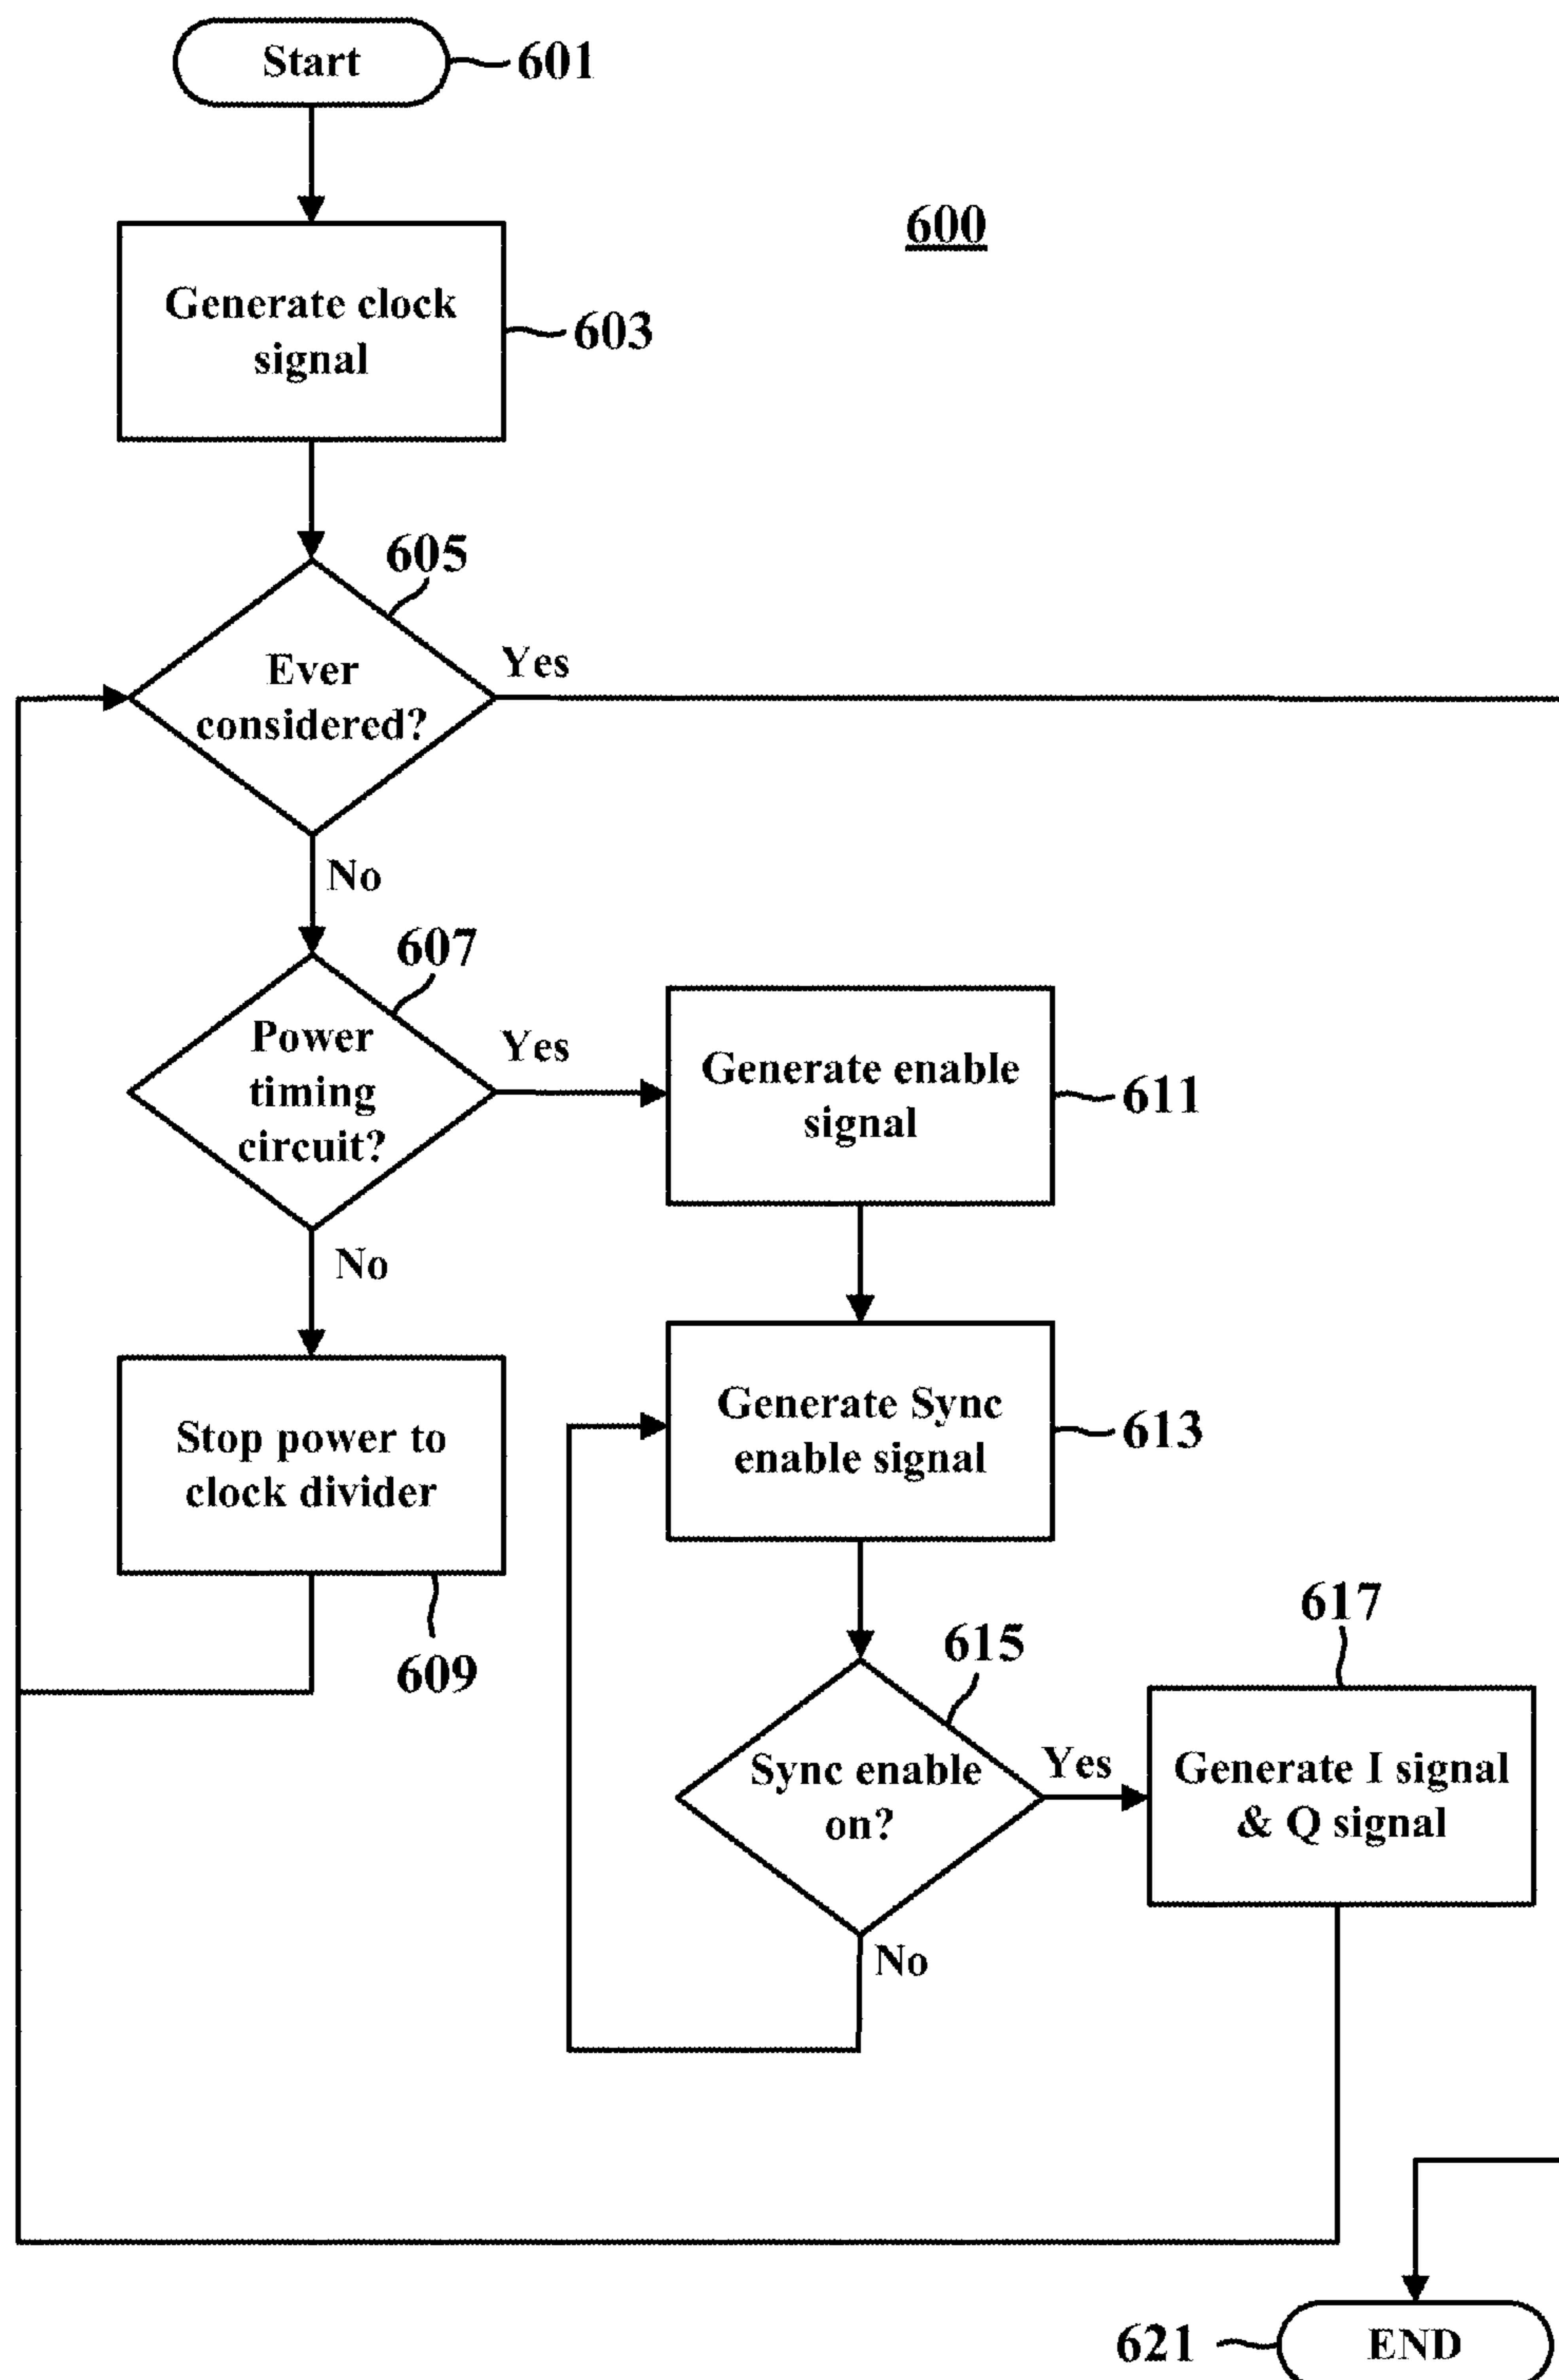 Start
601
600
Generate clock
signal
603
605
Ever
considered?
Yes
No
607
Power
timing
circuit?
Yes
No
Generate enable
signal
611
Stop power to
clock divider
609
Generate Sync
enable signal
613
615
Sync enable
on?
Yes
No
617
Generate I signal
& Q signal
621
END